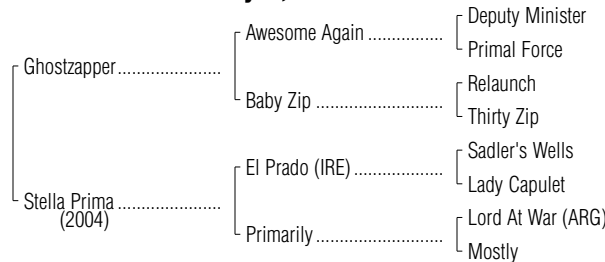 Deputy Minister
Awesome Again
Primal Force
Ghostzapper
Relaunch
Baby Zip
Thirty Zip
Sadler's Wells
El Prado (IRE)
Lady Capulet
Stella Prima
(2004)
Lord At War (ARG)
Primarily
Mostly